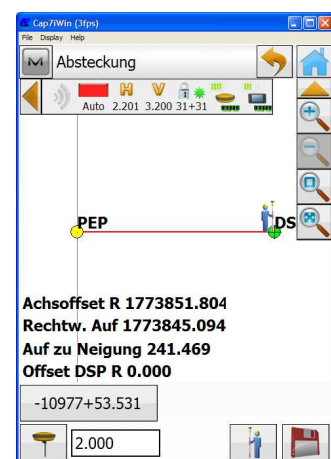 Cap7iWin (3fps)
File Display Help
M Absteckung
H V
Auto 2.201 3.200 31+31
PEP DS
Achsoffset R 1773851.804
Rechtw. Auf 1773845.094
Auf zu Neigung 241.469
Offset DSP R 0.000
-10977+53.531
2.000